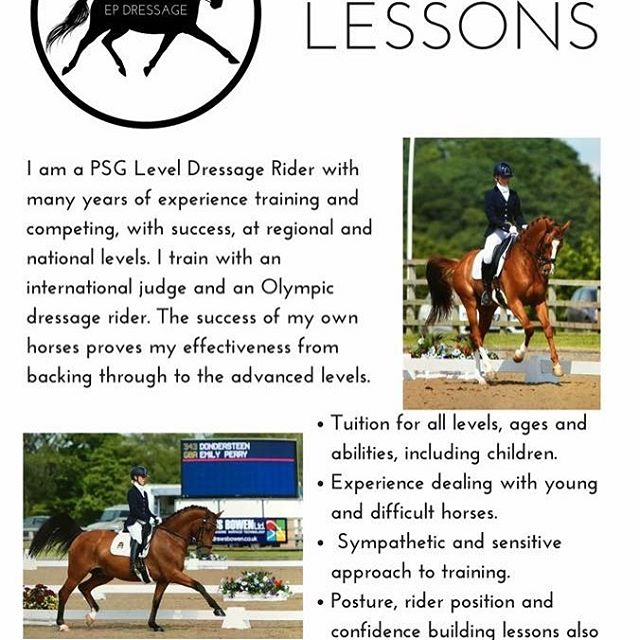 EP DRESSAGE
LESSONS
I am a PSG Level Dressage Rider with
many years of experience training and
competing, with success, at regional and
national levels. I train with an
international judge and an Olympic
dressage rider. The success of my own
horses proves my effectiveness from
backing through to the advanced levels.
• Tuition for all levels, ages and
abilities, including children.
• Experience dealing with young
and difficult horses.
• Sympathetic and sensitive
approach to training.
• Posture, rider position and
confidence building lessons also
343 DONDERSTEEN
GBR EMILY PERRY
BOWEN Ltd.